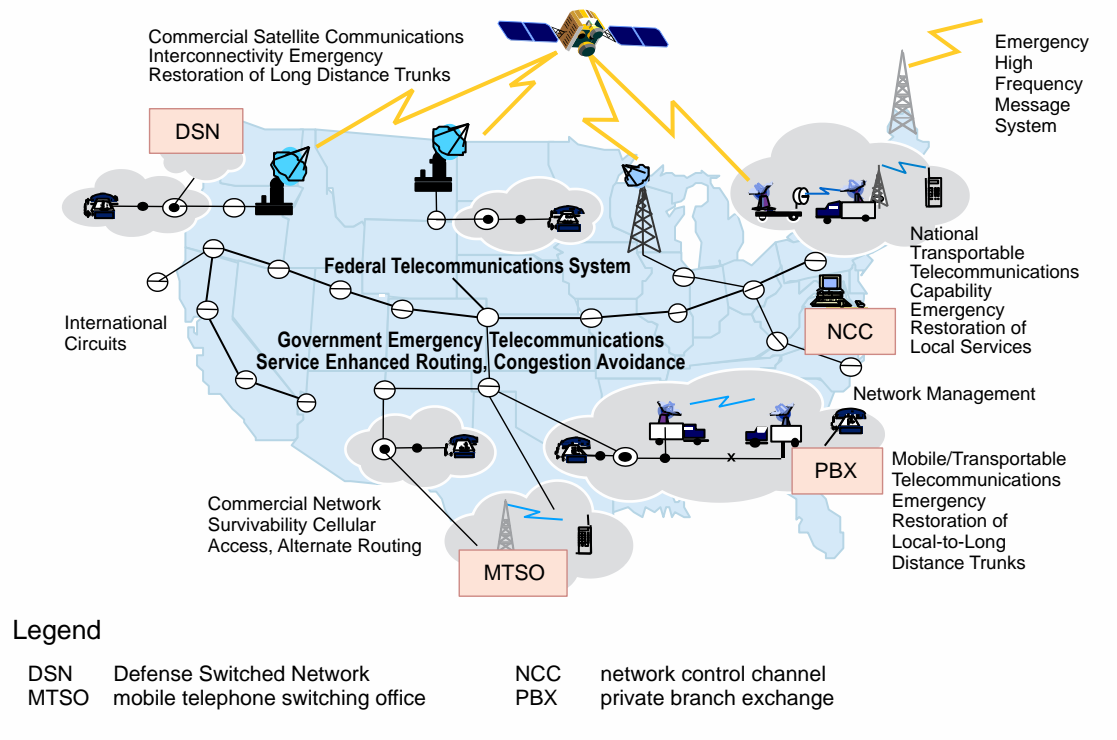 Commercial Satellite Communications
Interconnectivity Emergency
Restoration of Long Distance Trunks
Emergency
High
Frequency
Message
System
DSN
National
Transportable
Telecommunications
Capability
Emergency
Restoration of
Local Services
Federal Telecommunications System
International
Circuits
NCC
Government Emergency Telecommunications
Service Enhanced Routing, Congestion Avoidance
Network Management
x
PBX
Mobile/Transportable
Telecommunications
Emergency
Restoration of
Local-to-Long
Distance Trunks
Commercial Network
Survivability Cellular
Access, Alternate Routing
MTSO
Legend
DSN Defense Switched Network NCC network control channel
MTSO mobile telephone switching office PBX private branch exchange